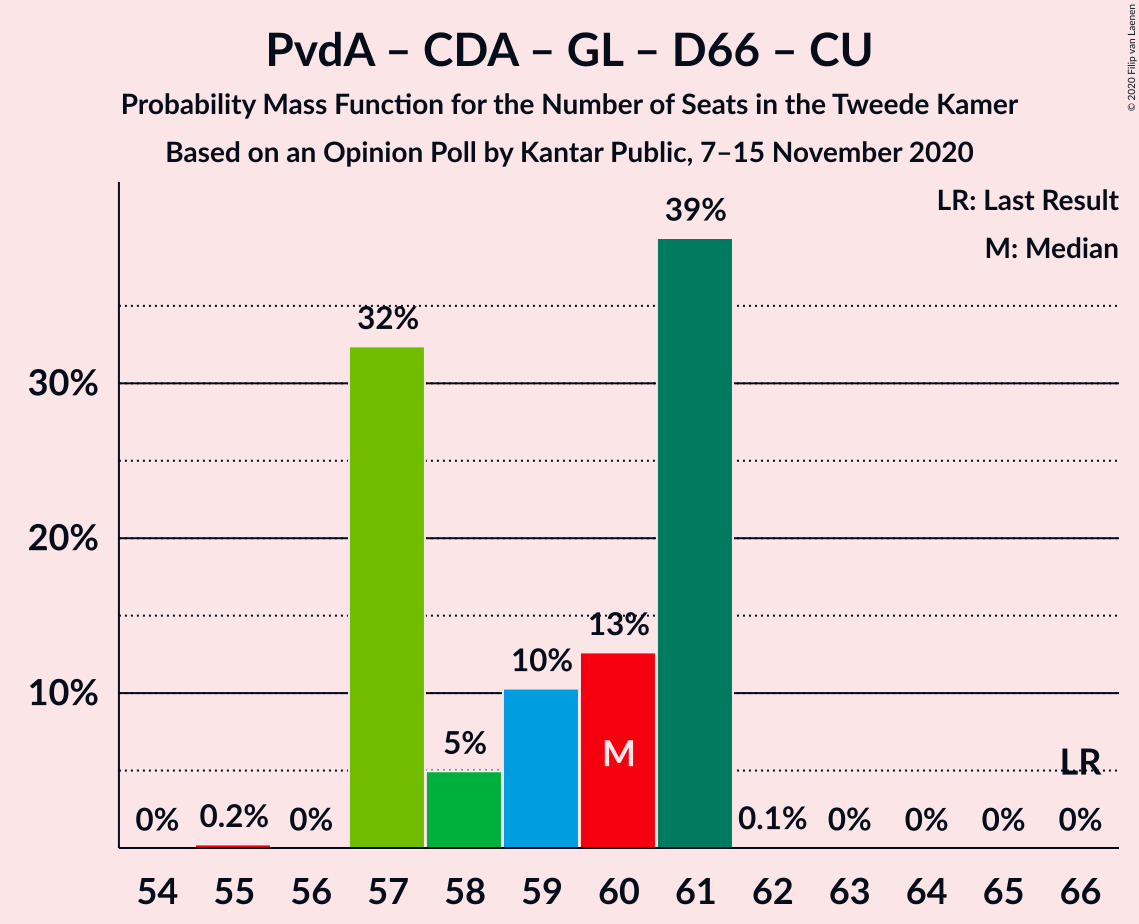 PvdA – CDA – GL – D66 – CU
Probability Mass Function for the Number of Seats in the Tweede Kamer
Based on an Opinion Poll by Kantar Public, 7–15 November 2020
© 2020 Filip van Laenen
LR: Last Result
M: Median
39%
32%
30%
20%
13%
10%
10%
5%
M
LR
0% 0.2% 0% 0.1% 0% 0% 0% 0%
54 55 56 57 58 59 60 61 62 63 64 65 66